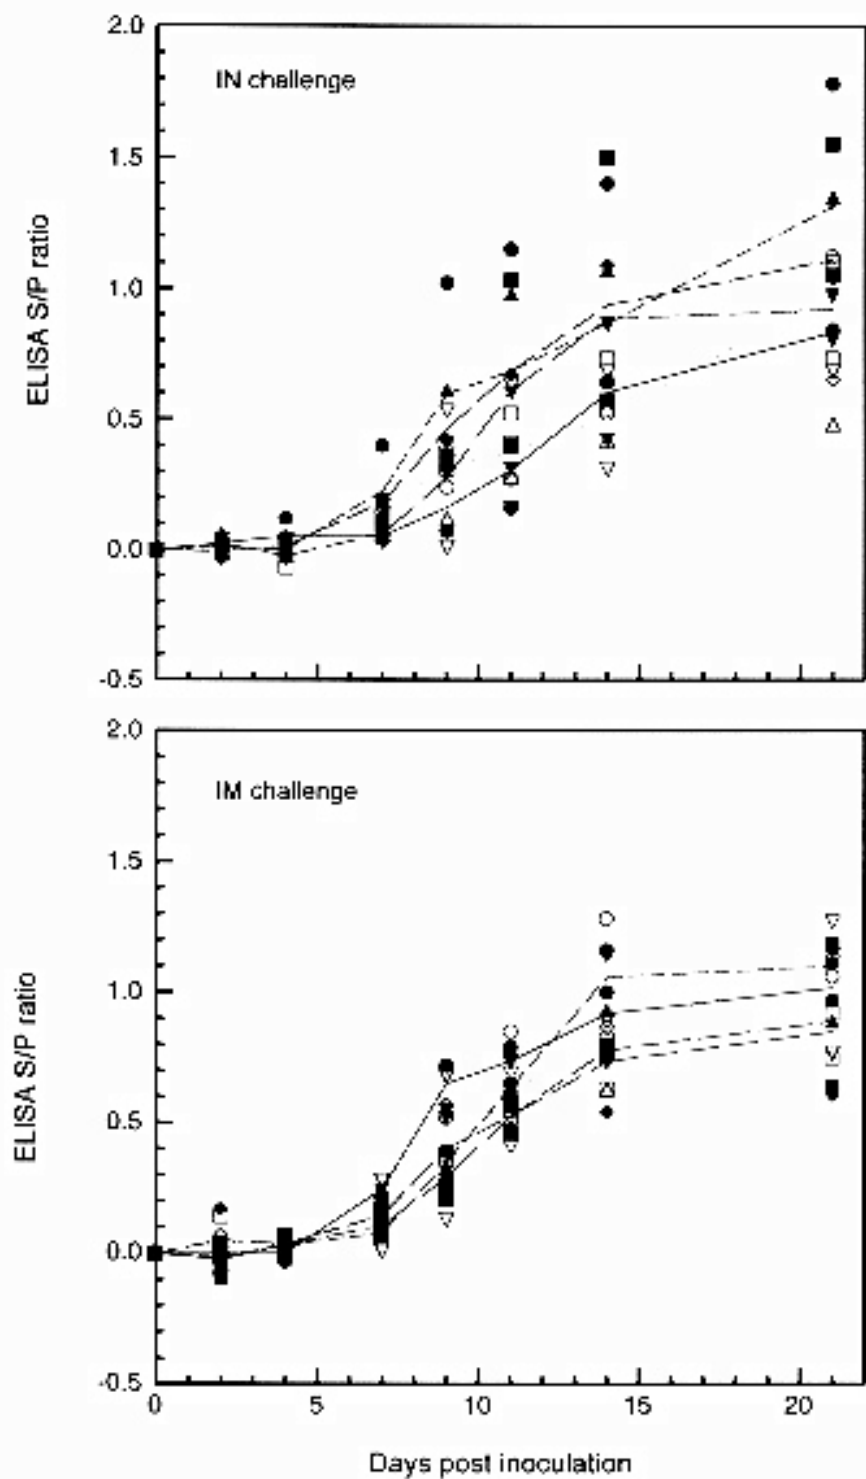 2.0
IN challenge
1.5
1.0
0.5
0.0
-0.5
ELISA S/P ratio
2.0
IM challenge
1.5
1.0
0.5
0.0
-0.5
ELISA S/P ratio
0 5 10 15 20
Days post inoculation